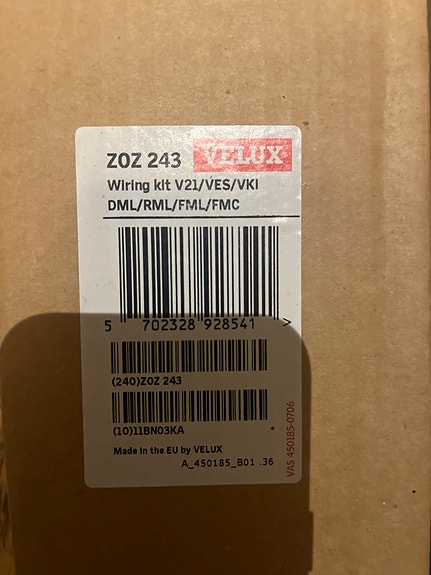 ZOZ 243 VELUX®
Wiring kit V21/VES/VKI
DML/RML/FML/FMC
5 702328 928541 >
(240)ZOZ 243
(10)11BN03KA
Made in the EU by VELUX
A_450185_B01 .36
VAS 450185-0706